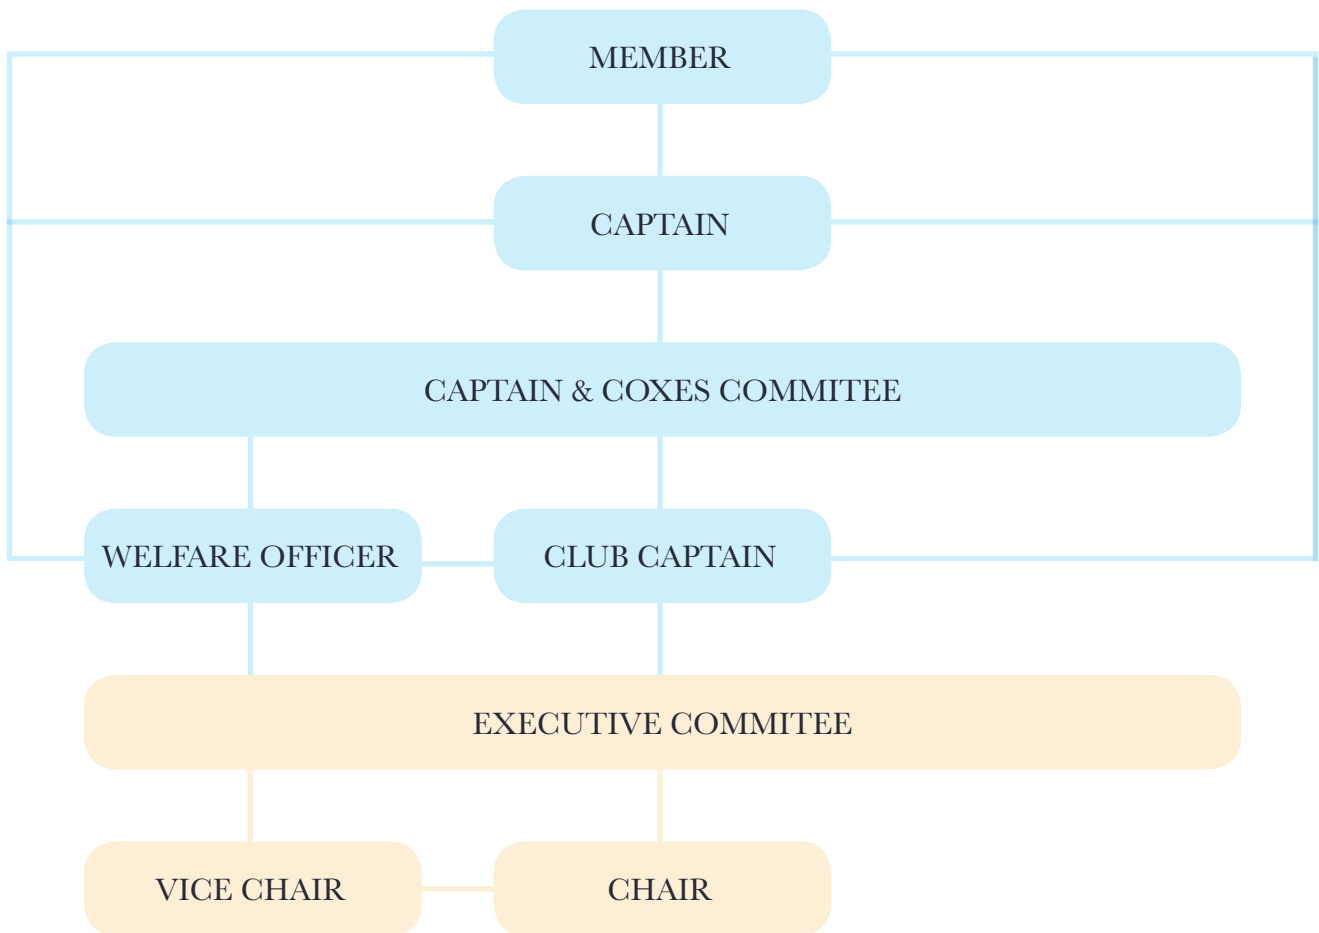 MEMBER
CAPTAIN
CAPTAIN & COXES COMMITEE
WELFARE OFFICER
CLUB CAPTAIN
EXECUTIVE COMMITEE
VICE CHAIR
CHAIR